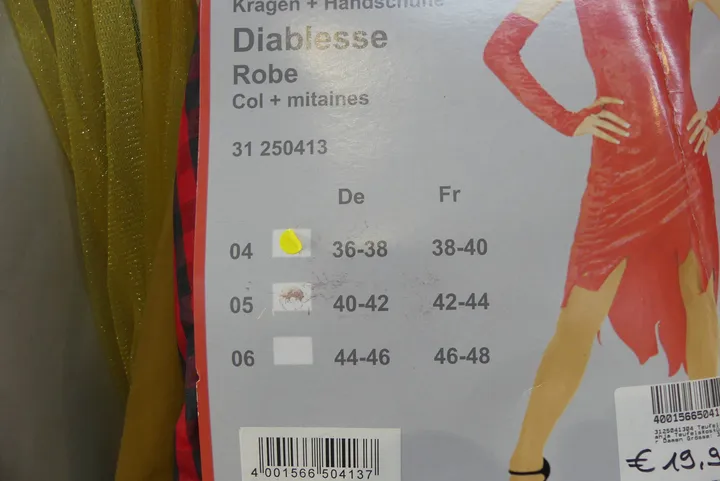 Kragen + Handschuhe
Diablesse
Robe
Col + mitaines
31 250413
De Fr
04 36-38 38-40
05 40-42 42-44
06 44-46 46-48
4 001566 504137
40015665041
€ 19,9